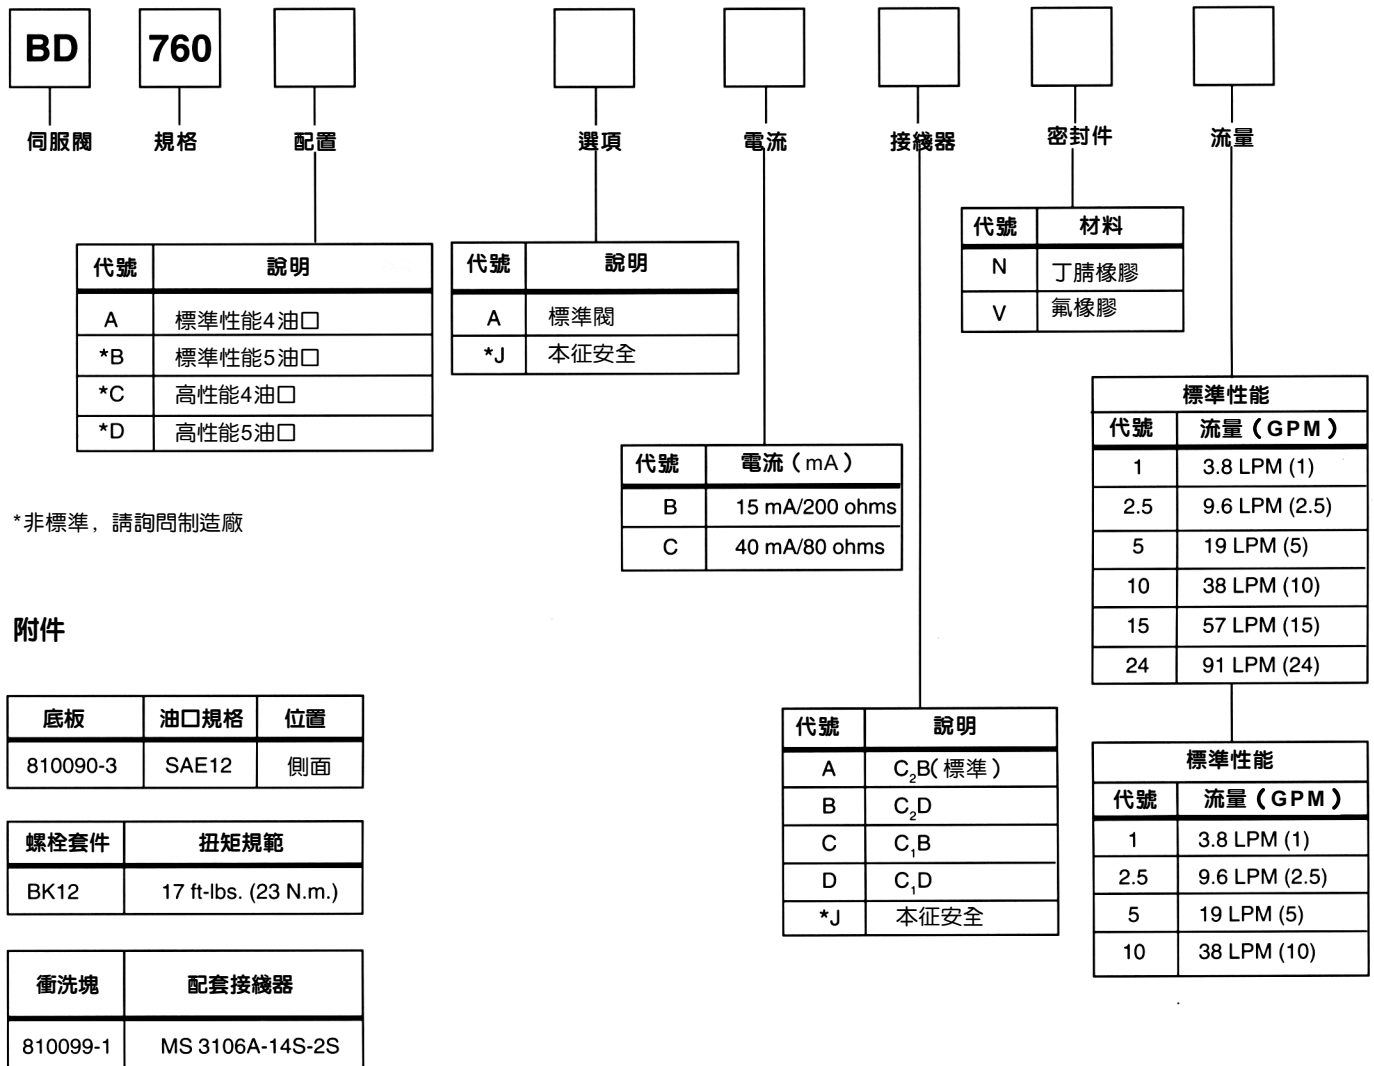 BD 760
伺服閥 規格 配置 選項 電流 接綫器 密封件 流量
代號 說明
A 標準性能4油口
*B 標準性能5油口
*C 高性能4油口
*D 高性能5油口
*非標準，請詢問制造廠
代號 說明
A 標準閥
*J 本征安全
代號 電流（mA）
B 15 mA/200 ohms
C 40 mA/80 ohms
代號 說明
A C₂B(標準）
B C₂D
C C₁B
D C₁D
*J 本征安全
代號 材料
N 丁腈橡膠
V 氟橡膠
標準性能
代號 流量（GPM）
1 3.8 LPM (1)
2.5 9.6 LPM (2.5)
5 19 LPM (5)
10 38 LPM (10)
15 57 LPM (15)
24 91 LPM (24)
標準性能
代號 流量（GPM）
1 3.8 LPM (1)
2.5 9.6 LPM (2.5)
5 19 LPM (5)
10 38 LPM (10)
附件
底板 油口規格 位置
810090-3 SAE12 側面
螺栓套件 扭矩規範
BK12 17 ft-lbs. (23 N.m.)
衝洗塊 配套接綫器
810099-1 MS 3106A-14S-2S